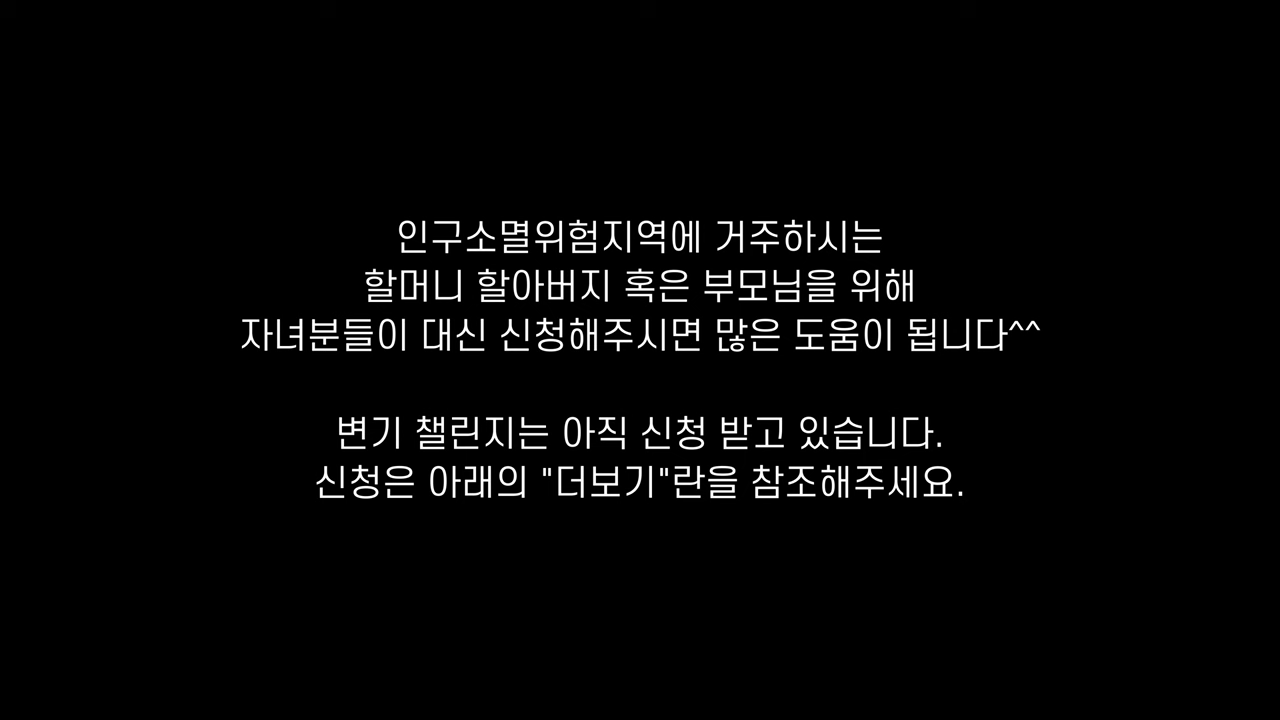 인구소멸위험지역에 거주하시는
할머니 할아버지 혹은 부모님을 위해
자녀분들이 대신 신청해주시면 많은 도움이 됩니다^^
변기 챌린지는 아직 신청 받고 있습니다.
신청은 아래의 "더보기"란을 참조해주세요.